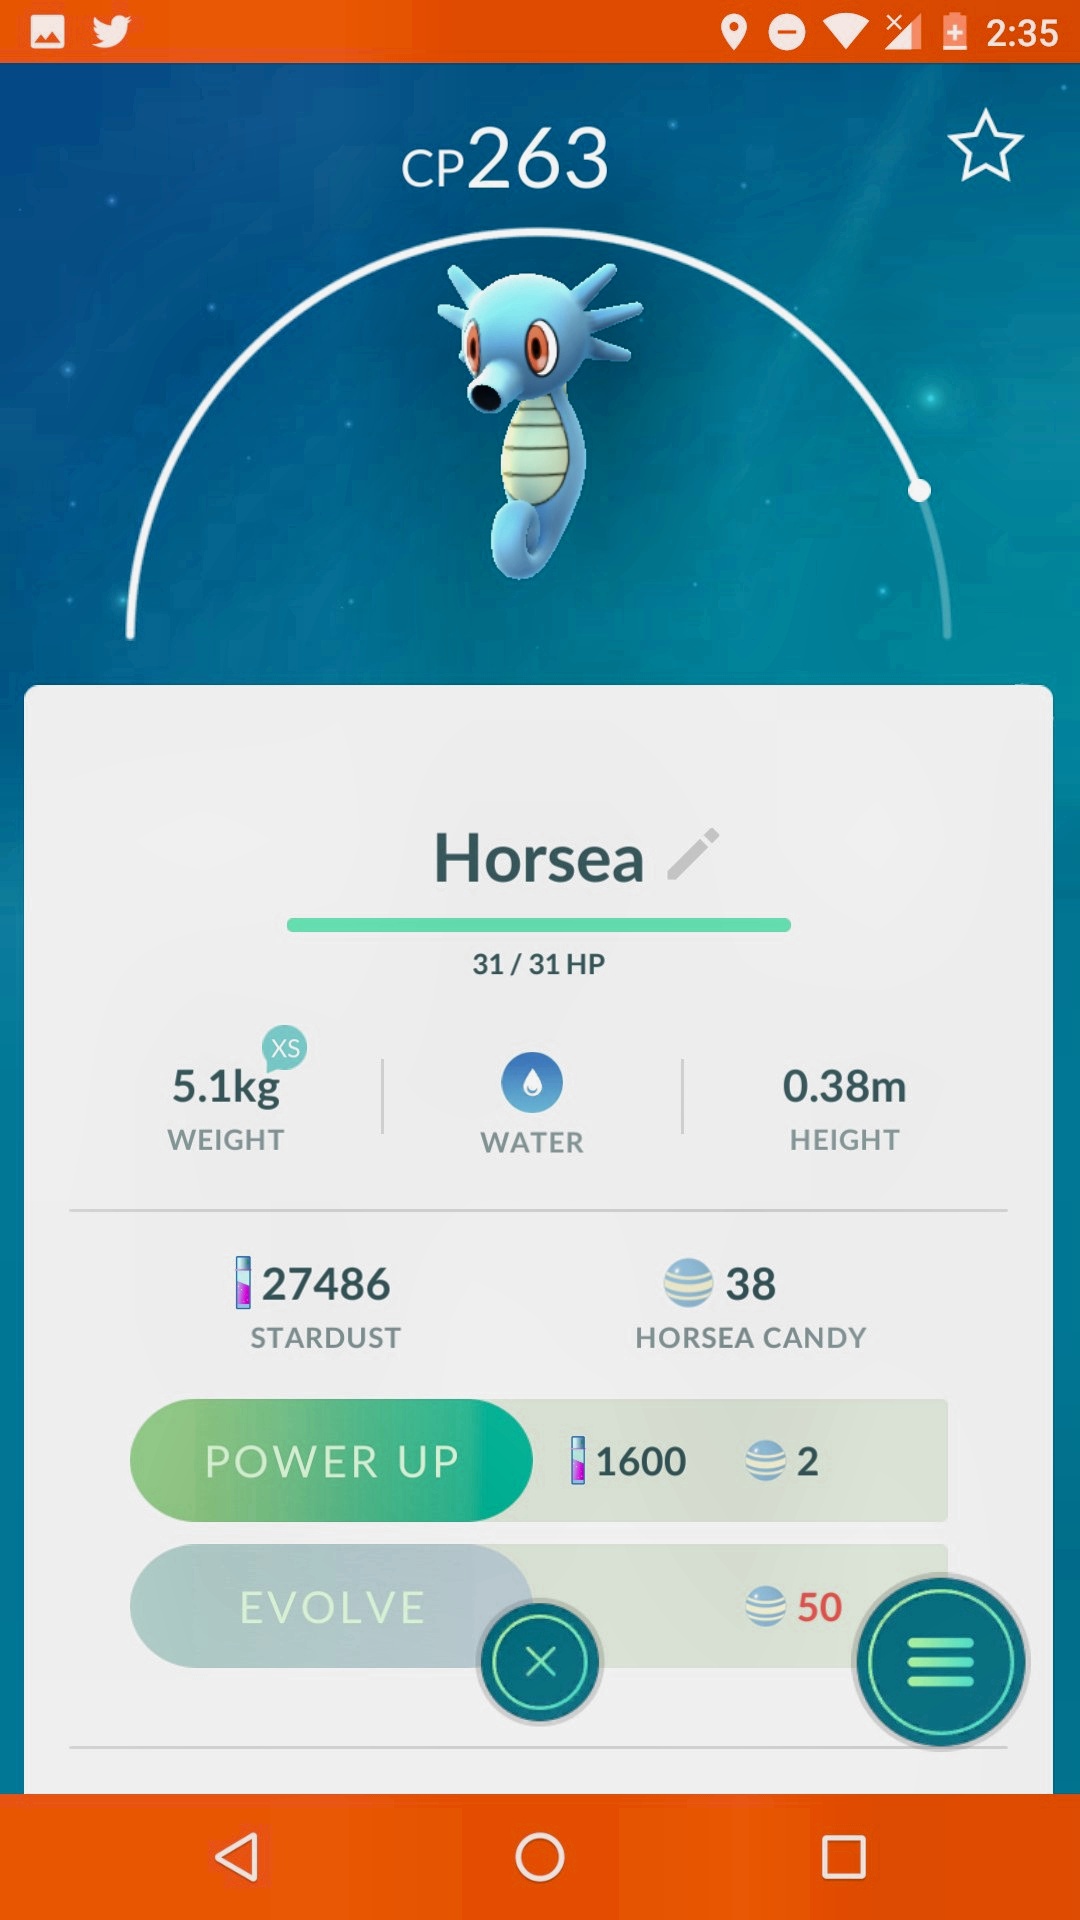 2:35
CP263
Horsea
31 / 31 HP
XS
5.1kg
WEIGHT
WATER
0.38m
HEIGHT
27486
STARDUST
38
HORSEA CANDY
POWER UP 1600 2
EVOLVE 50